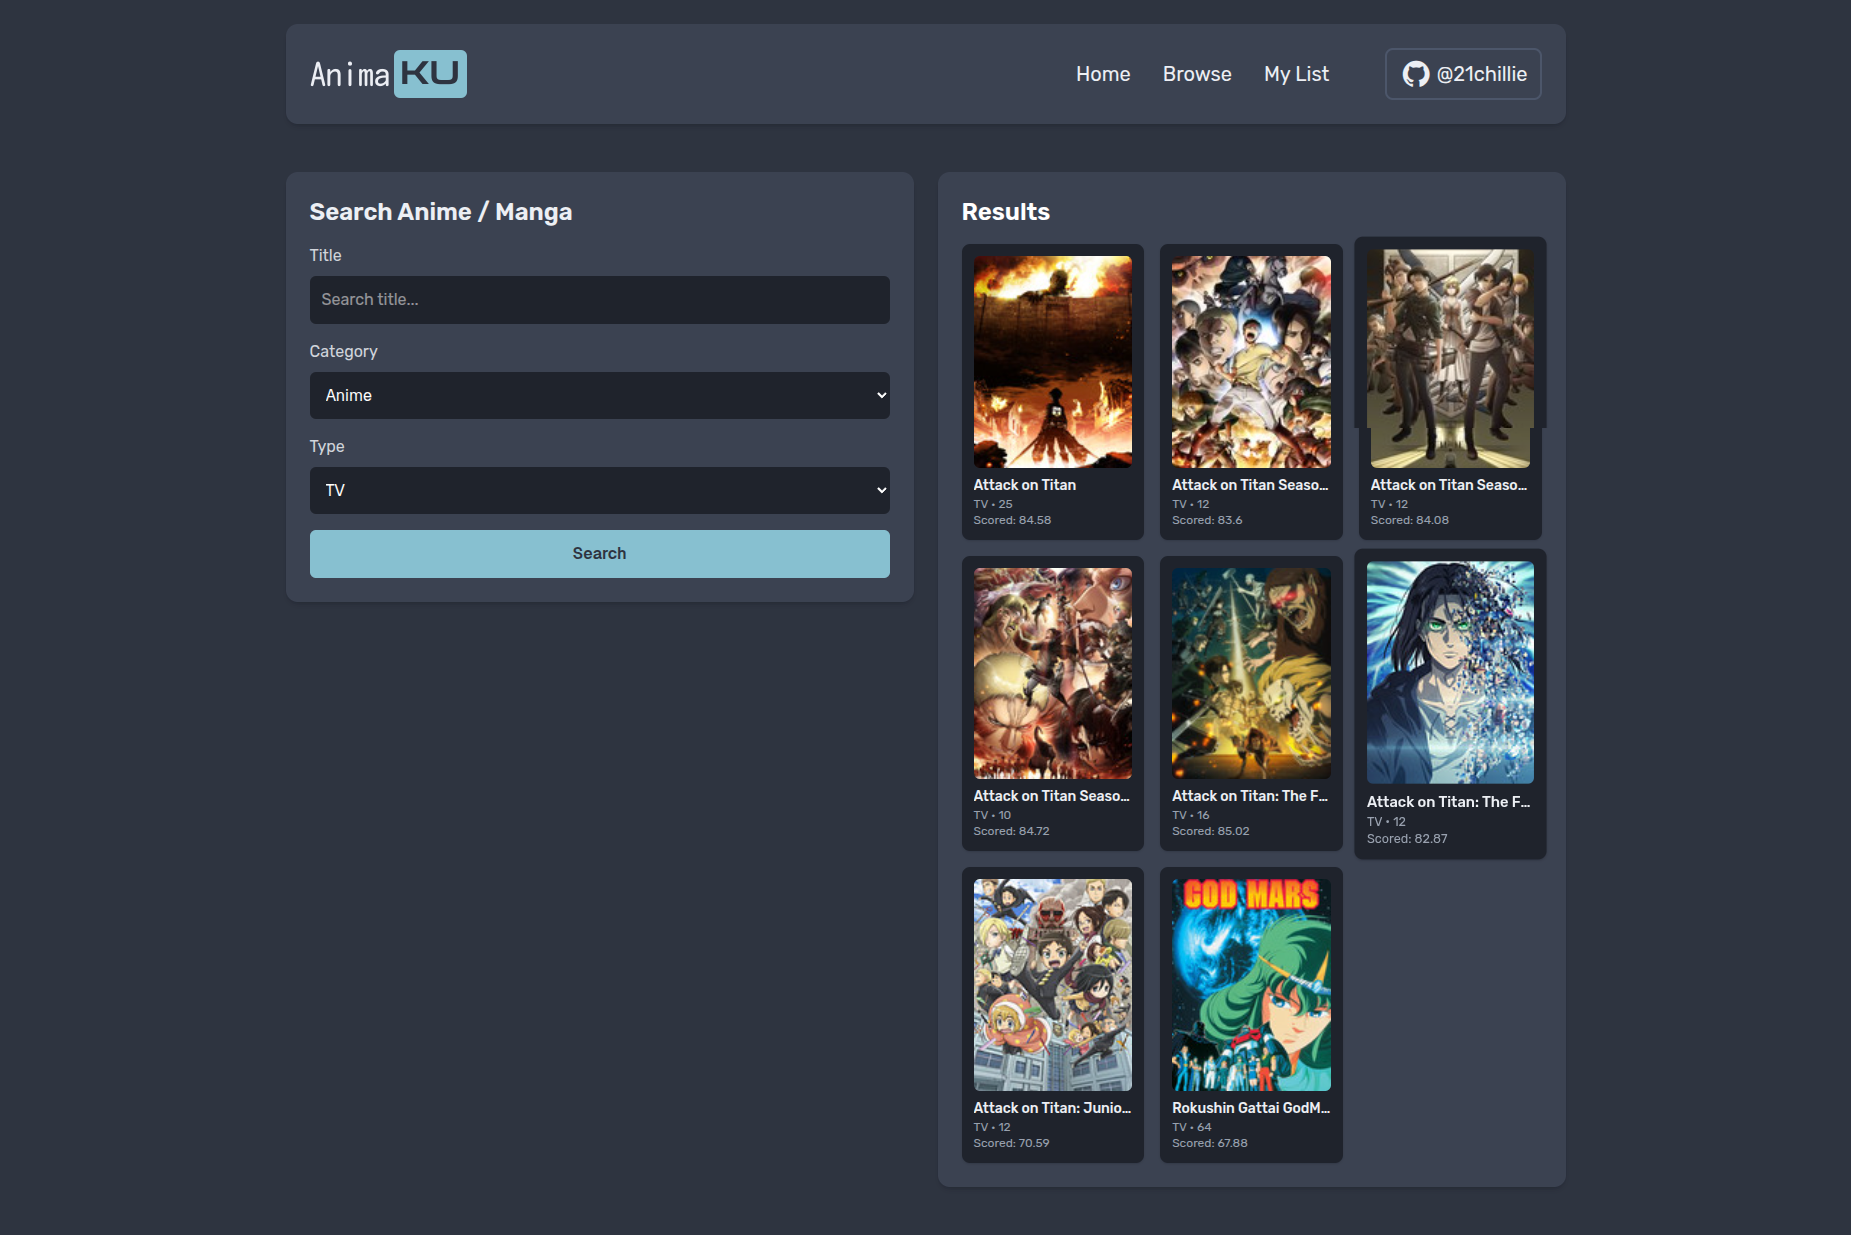 Anima KU
Home
Browse
My List
@21chillie
Search Anime / Manga
Title
Search title...
Category
Anime
Type
TV
Search
Results
Attack on Titan
TV • 25
Scored: 84.58
Attack on Titan Seaso...
TV • 12
Scored: 83.6
Attack on Titan Seaso...
TV • 12
Scored: 84.08
Attack on Titan Seaso...
TV • 10
Scored: 84.72
Attack on Titan: The F...
TV • 16
Scored: 85.02
Attack on Titan: The F...
TV • 12
Scored: 82.87
Attack on Titan: Junio...
TV • 12
Scored: 70.59
GOD MARS
Rokushin Gattai GodM...
TV • 64
Scored: 67.88